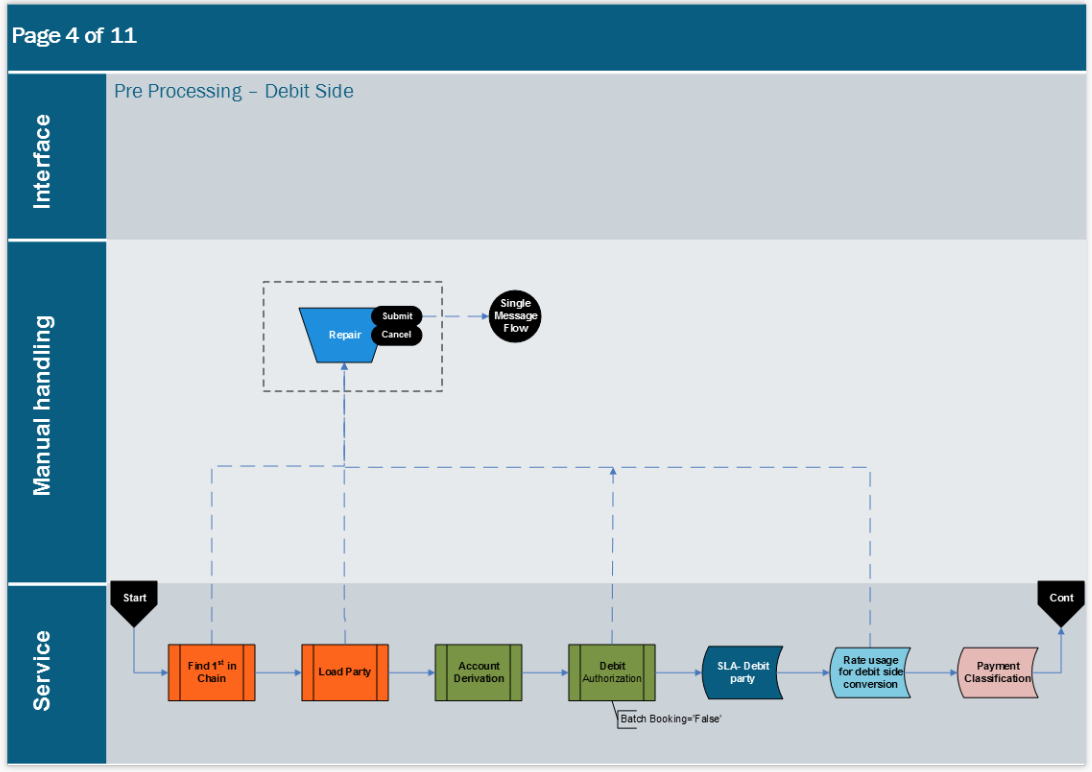 Page 4 of 11
Interface
Pre Processing – Debit Side
Manual handling
Repair
Submit
Cancel
Single
Message
Flow
Service
Start
Cont
Find 1st in
Chain
Load Party
Account
Derivation
Debit
Authorization
SLA- Debit
party
Rate usage
for debit side
conversion
Payment
Classification
Batch Booking='False'